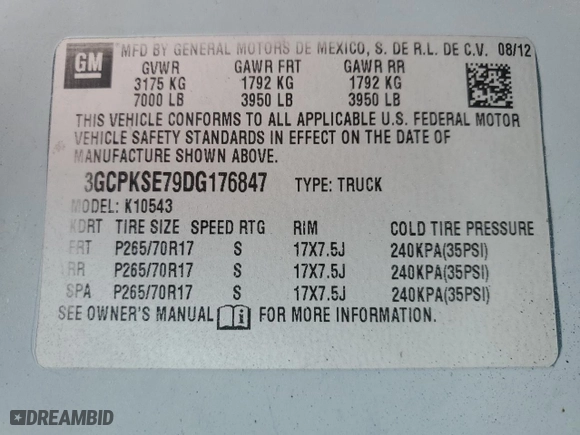 GM
MFD BY GENERAL MOTORS DE MEXICO, S. DE R.L. DE C.V. 08/12
GVWR GAWR FRT GAWR RR
3175 KG 1792 KG 1792 KG
7000 LB 3950 LB 3950 LB
THIS VEHICLE CONFORMS TO ALL APPLICABLE U.S. FEDERAL MOTOR
VEHICLE SAFETY STANDARDS IN EFFECT ON THE DATE OF
MANUFACTURE SHOWN ABOVE.
3GCPKSE79DG176847 TYPE: TRUCK
MODEL: K10543
KDRT TIRE SIZE SPEED RTG RIM COLD TIRE PRESSURE
FRT P265/70R17 S 17X7.5J 240KPA(35PSI)
RR P265/70R17 S 17X7.5J 240KPA(35PSI)
SPA P265/70R17 S 17X7.5J 240KPA(35PSI)
SEE OWNER'S MANUAL FOR MORE INFORMATION.
DREAMBID